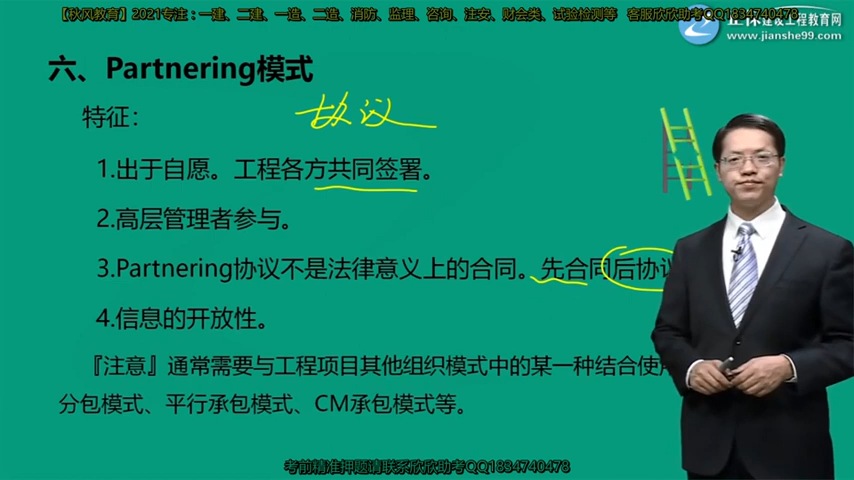 【秋风教育】2021专注：一建、二建、一造、二造、消防、监理、咨询、注安、财会类、试验检测等 客服欣欣助考QQ1834740478
建设工程教育网
www.jianshe99.com
六、Partnering模式
特征：
协议
1.出于自愿。工程各方共同签署。
2.高层管理者参与。
3.Partnering协议不是法律意义上的合同。先合同后协议
4.信息的开放性。
『注意』通常需要与工程项目其他组织模式中的某一种结合使用
分包模式、平行承包模式、CM承包模式等。
考前精准押题请联系欣欣助考QQ1834740478